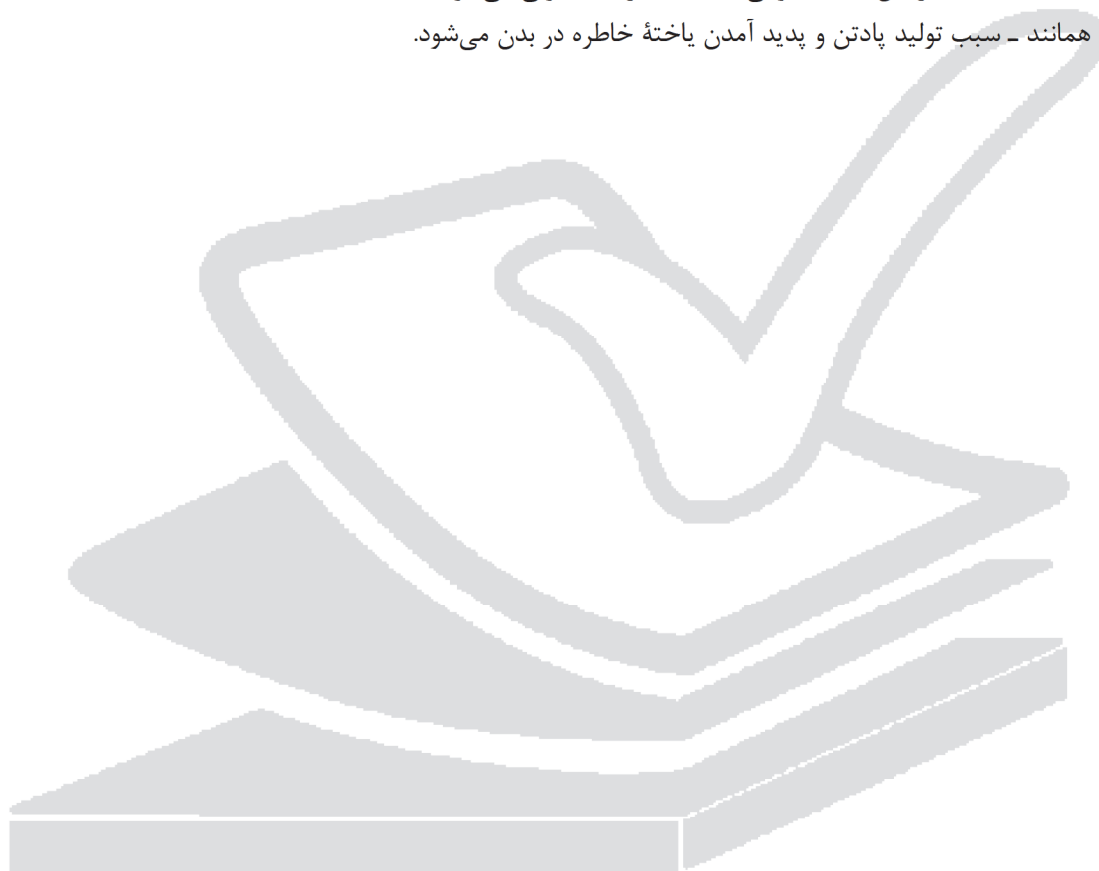 همانند ـ سبب تولید پادتن و پدید آمدن یاختهٔ خاطره در بدن می‌شود.